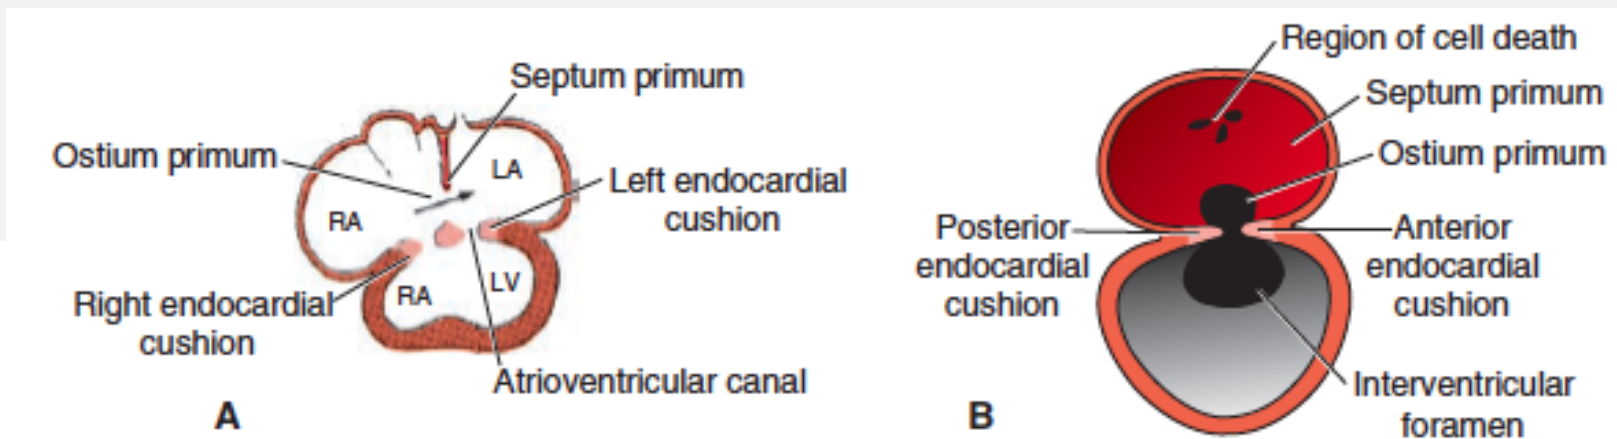 Septum primum
Ostium primum
LA
Left endocardial
cushion
RA
Right endocardial
cushion
RA
LV
Atrioventricular canal
A
Region of cell death
Septum primum
Ostium primum
Posterior
endocardial
cushion
Anterior
endocardial
cushion
Interventricular
foramen
B